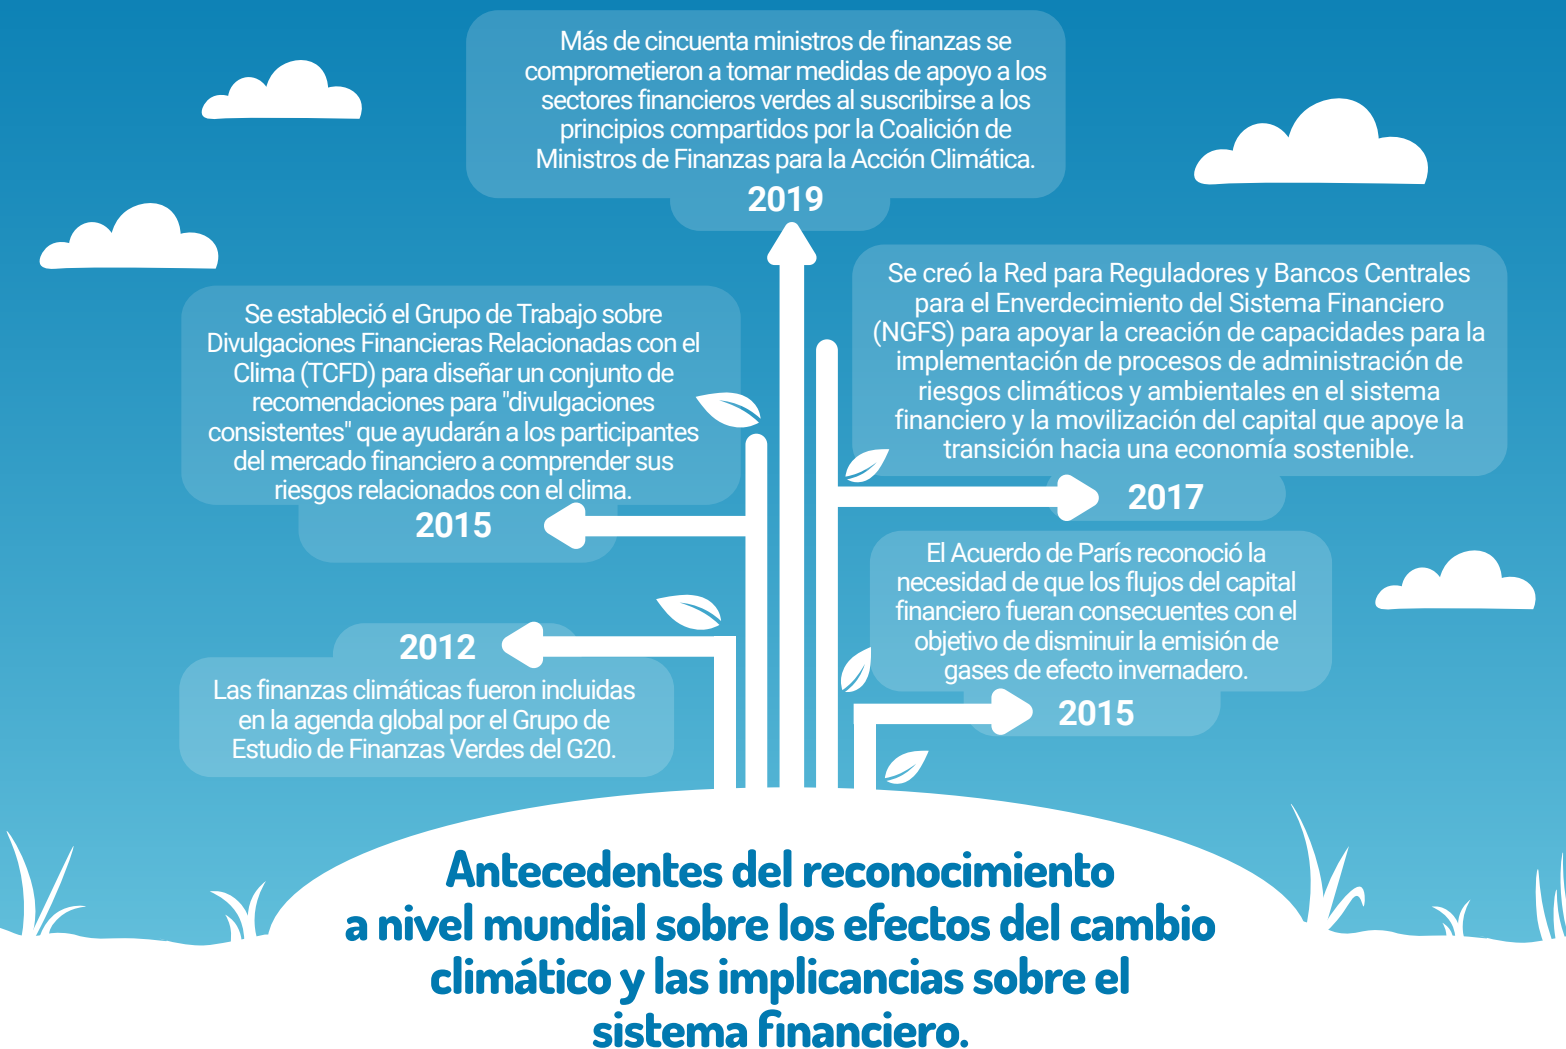 Más de cincuenta ministros de finanzas se
comprometieron a tomar medidas de apoyo a los
sectores financieros verdes al suscribirse a los
principios compartidos por la Coalición de
Ministros de Finanzas para la Acción Climática.
2019
Se estableció el Grupo de Trabajo sobre
Divulgaciones Financieras Relacionadas con el
Clima (TCFD) para diseñar un conjunto de
recomendaciones para "divulgaciones
consistentes" que ayudarán a los participantes
del mercado financiero a comprender sus
riesgos relacionados con el clima.
2015
Se creó la Red para Reguladores y Bancos Centrales
para el Enverdecimiento del Sistema Financiero
(NGFS) para apoyar la creación de capacidades para la
implementación de procesos de administración de
riesgos climáticos y ambientales en el sistema
financiero y la movilización del capital que apoye la
transición hacia una economía sostenible.
2017
2012
Las finanzas climáticas fueron incluidas
en la agenda global por el Grupo de
Estudio de Finanzas Verdes del G20.
El Acuerdo de París reconoció la
necesidad de que los flujos del capital
financiero fueran consecuentes con el
objetivo de disminuir la emisión de
gases de efecto invernadero.
2015
Antecedentes del reconocimiento
a nivel mundial sobre los efectos del cambio
climático y las implicancias sobre el
sistema financiero.